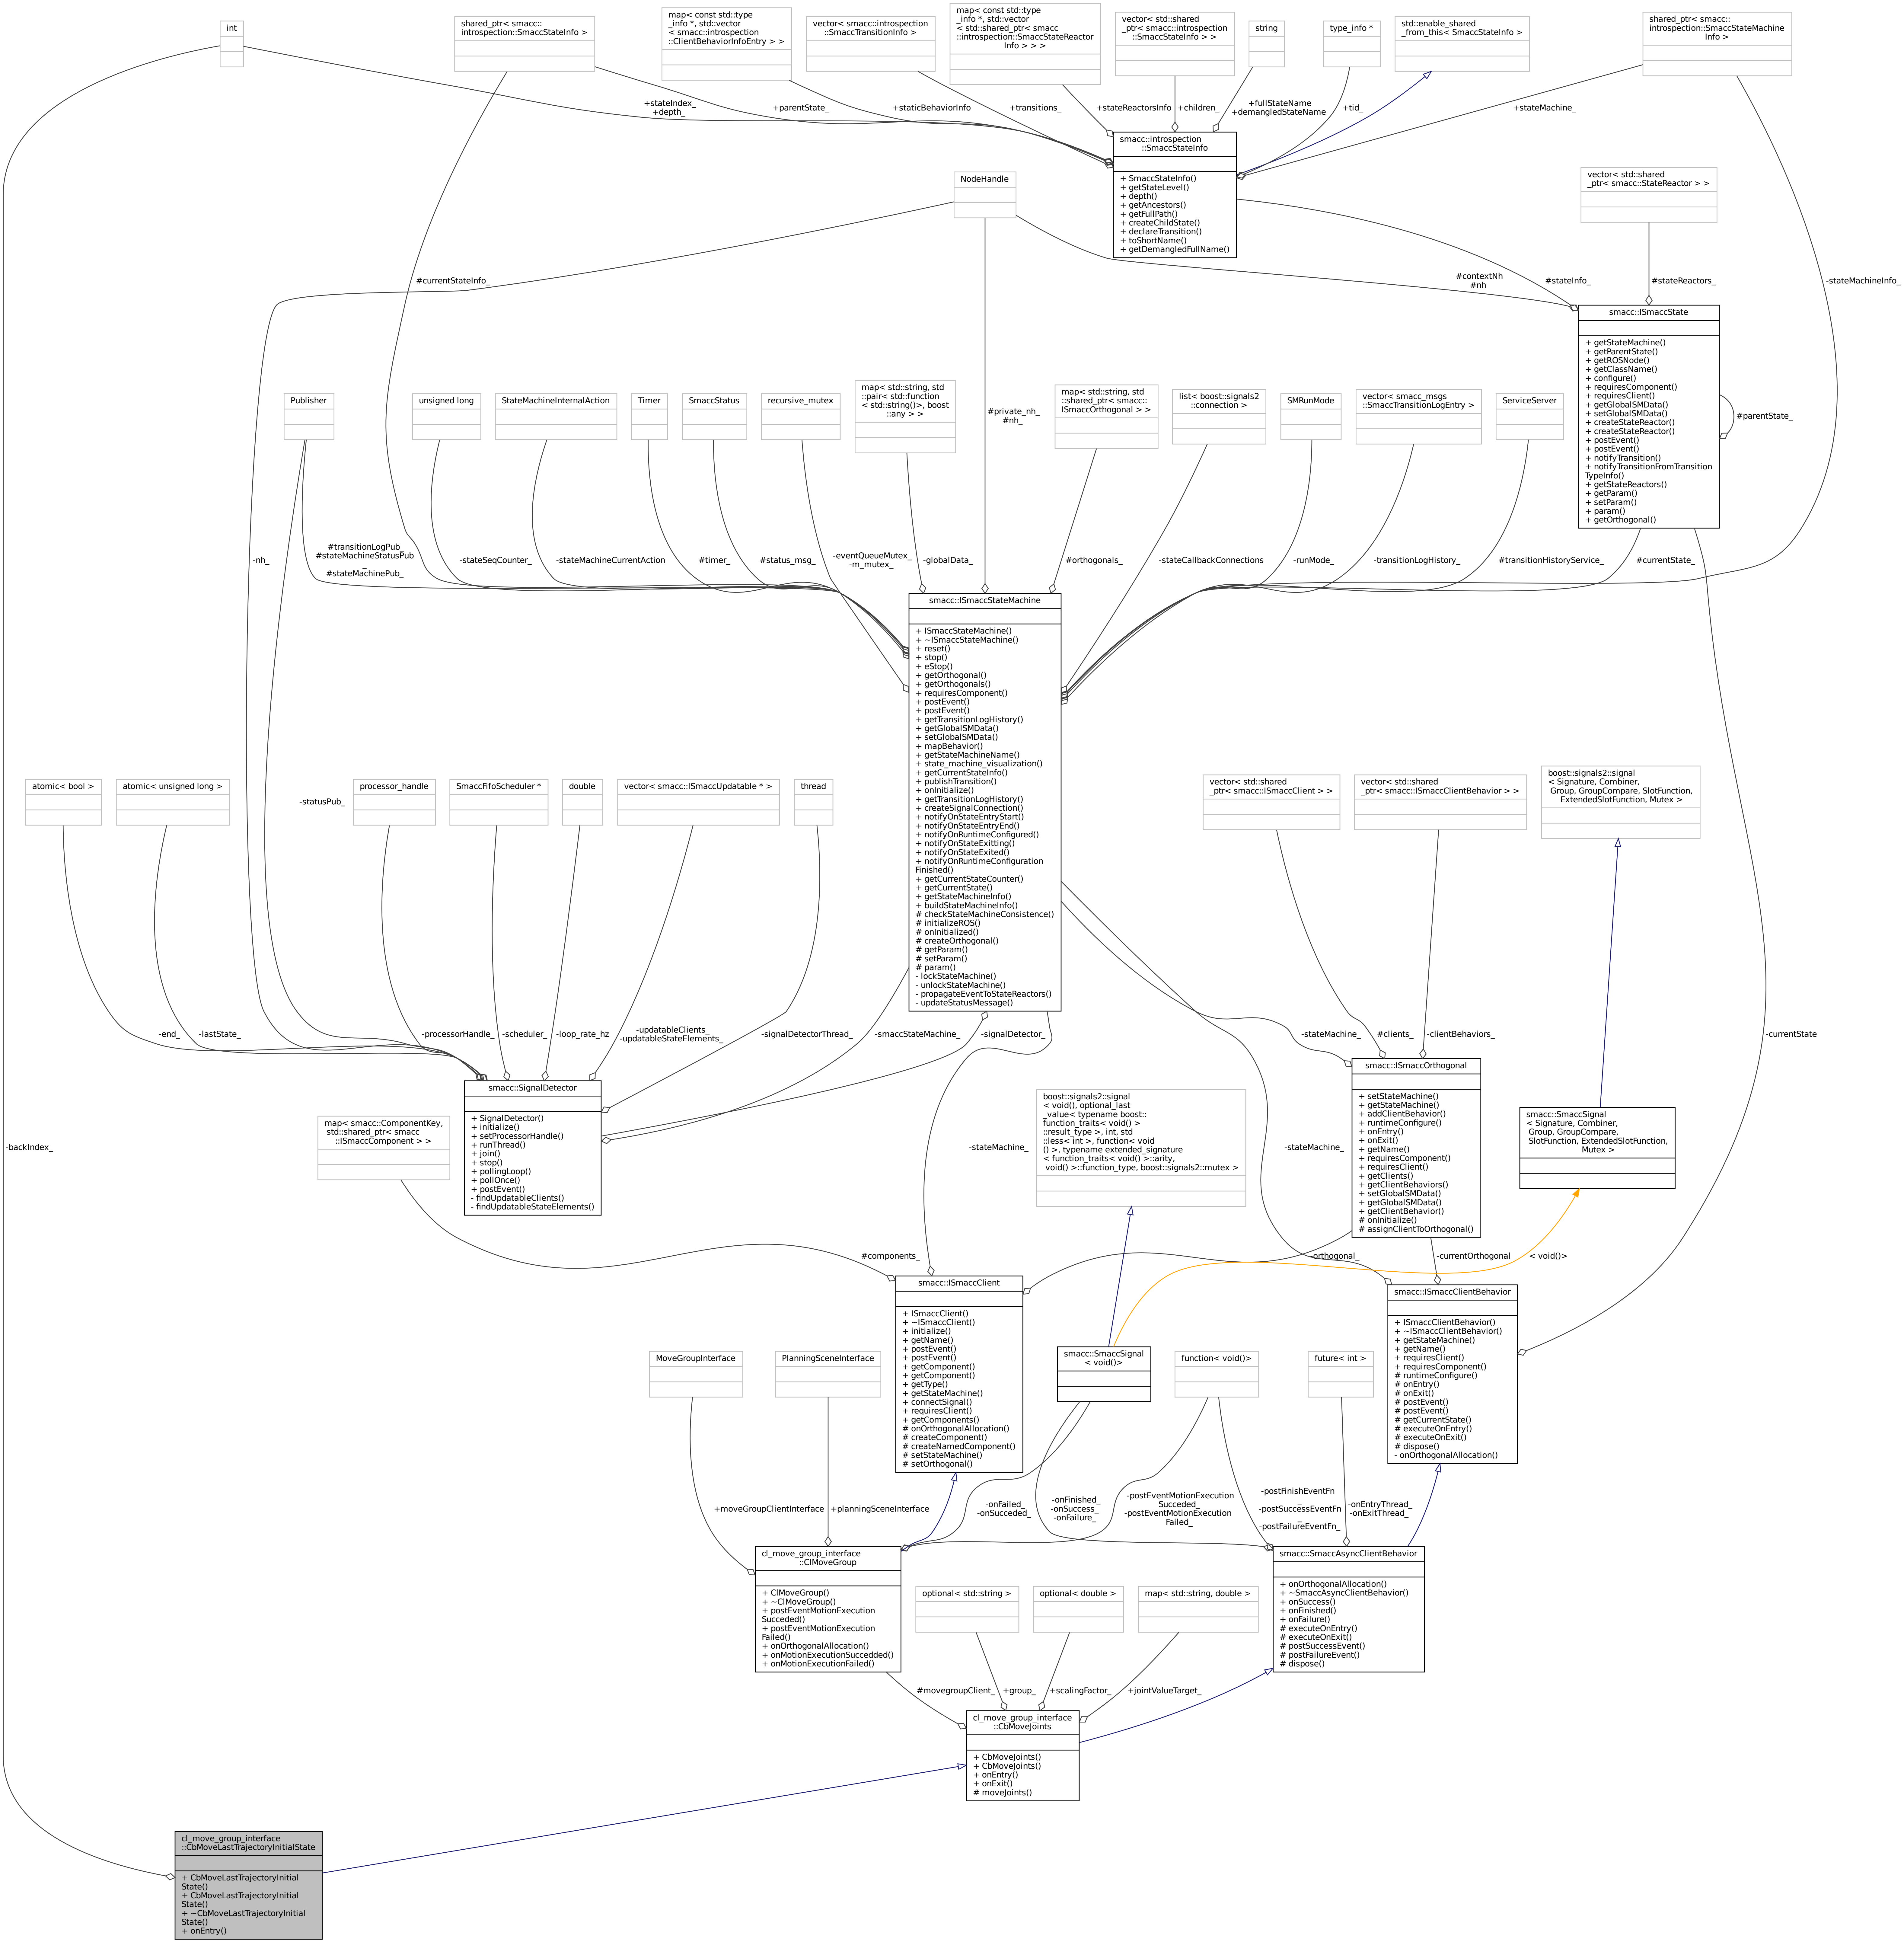 int
shared_ptr< smacc::
introspection::SmaccStateInfo >
map< const std::type
_info *, std::vector
< smacc::introspection
::ClientBehaviorInfoEntry > >
vector< smacc::introspection
::SmaccTransitionInfo >
map< const std::type
_info *, std::vector
< std::shared_ptr< smacc
::introspection::SmaccStateReactor
Info > > >
vector< std::shared
_ptr< smacc::introspection
::SmaccStateInfo > >
string
type_info *
std::enable_shared
_from_this< SmaccStateInfo >
shared_ptr< smacc::
introspection::SmaccStateMachine
Info >
+stateIndex_
+depth_
+parentState_
+staticBehaviorInfo
+transitions_
+stateReactorsInfo
+children_
+fullStateName
+demangledStateName
+tid_
+stateMachine_
smacc::introspection
::SmaccStateInfo
+ SmaccStateInfo()
+ getStateLevel()
+ depth()
+ getAncestors()
+ getFullPath()
+ createChildState()
+ declareTransition()
+ toShortName()
+ getDemangledFullName()
NodeHandle
vector< std::shared
_ptr< smacc::StateReactor > >
#currentStateInfo_
#contextNh
#nh
#stateInfo_
#stateReactors_
-stateMachineInfo_
smacc::ISmaccState
+ getStateMachine()
+ getParentState()
+ getROSNode()
+ getClassName()
+ configure()
+ requiresComponent()
+ requiresClient()
+ getGlobalSMData()
+ setGlobalSMData()
+ createStateReactor()
+ createStateReactor()
+ postEvent()
+ postEvent()
+ notifyTransition()
+ notifyTransitionFromTransition
TypeInfo()
+ getStateReactors()
+ getParam()
+ setParam()
+ param()
+ getOrthogonal()
#parentState_
Publisher
unsigned long
StateMachineInternalAction
Timer
SmaccStatus
recursive_mutex
map< std::string, std
::pair< std::function
< std::string()>, boost
::any > >
#private_nh_
#nh_
map< std::string, std
::shared_ptr< smacc::
ISmaccOrthogonal > >
list< boost::signals2
::connection >
SMRunMode
vector< smacc_msgs
::SmaccTransitionLogEntry >
ServiceServer
-nh_
#transitionLogPub_
#stateMachineStatusPub
_
#stateMachinePub_
-stateSeqCounter_
-stateMachineCurrentAction
#timer_
#status_msg_
-eventQueueMutex_
-m_mutex_
-globalData_
#orthogonals_
-stateCallbackConnections
-runMode_
-transitionLogHistory_
#transitionHistoryService_
#currentState_
smacc::ISmaccStateMachine
+ ISmaccStateMachine()
+ ~ISmaccStateMachine()
+ reset()
+ stop()
+ eStop()
+ getOrthogonal()
+ getOrthogonals()
+ requiresComponent()
+ postEvent()
+ postEvent()
+ getTransitionLogHistory()
+ getGlobalSMData()
+ setGlobalSMData()
+ mapBehavior()
+ getStateMachineName()
+ state_machine_visualization()
+ getCurrentStateInfo()
+ publishTransition()
+ onInitialize()
+ getTransitionLogHistory()
+ createSignalConnection()
+ notifyOnStateEntryStart()
+ notifyOnStateEntryEnd()
+ notifyOnRuntimeConfigured()
+ notifyOnStateExitting()
+ notifyOnStateExited()
+ notifyOnRuntimeConfiguration
Finished()
+ getCurrentStateCounter()
+ getCurrentState()
+ getStateMachineInfo()
+ buildStateMachineInfo()
# checkStateMachineConsistence()
# initializeROS()
# onInitialized()
# createOrthogonal()
# getParam()
# setParam()
# param()
- lockStateMachine()
- unlockStateMachine()
- propagateEventToStateReactors()
- updateStatusMessage()
atomic< bool >
atomic< unsigned long >
-statusPub_
processor_handle
SmaccFifoScheduler *
double
vector< smacc::ISmaccUpdatable * >
thread
vector< std::shared
_ptr< smacc::ISmaccClient > >
vector< std::shared
_ptr< smacc::ISmaccClientBehavior > >
boost::signals2::signal
< Signature, Combiner,
Group, GroupCompare, SlotFunction,
ExtendedSlotFunction, Mutex >
-end_
-lastState_
-processorHandle_
-scheduler_
-loop_rate_hz
-updatableClients_
-updatableStateElements_
-signalDetectorThread_
-smaccStateMachine_
-signalDetector_
-stateMachine_
#clients_
-clientBehaviors_
-currentState
smacc::SignalDetector
+ SignalDetector()
+ initialize()
+ setProcessorHandle()
+ runThread()
+ join()
+ stop()
+ pollingLoop()
+ pollOnce()
+ postEvent()
- findUpdatableClients()
- findUpdatableStateElements()
smacc::ISmaccOrthogonal
+ setStateMachine()
+ getStateMachine()
+ addClientBehavior()
+ runtimeConfigure()
+ onEntry()
+ onExit()
+ getName()
+ requiresComponent()
+ requiresClient()
+ getClients()
+ getClientBehaviors()
+ setGlobalSMData()
+ getGlobalSMData()
+ getClientBehavior()
# onInitialize()
# assignClientToOrthogonal()
map< smacc::ComponentKey,
std::shared_ptr< smacc
::ISmaccComponent > >
-backIndex_
-stateMachine_
boost::signals2::signal
< void(), optional_last
_value< typename boost::
function_traits< void() >
::result_type >, int, std
::less< int >, function< void
() >, typename extended_signature
< function_traits< void() >::arity,
void() >::function_type, boost::signals2::mutex >
-stateMachine_
smacc::SmaccSignal
< Signature, Combiner,
Group, GroupCompare,
SlotFunction, ExtendedSlotFunction,
Mutex >
#components_
-orthogonal_
-currentOrthogonal
< void()>
smacc::ISmaccClient
+ ISmaccClient()
+ ~ISmaccClient()
+ initialize()
+ getName()
+ postEvent()
+ postEvent()
+ getComponent()
+ getComponent()
+ getType()
+ getStateMachine()
+ connectSignal()
+ requiresClient()
+ getComponents()
# onOrthogonalAllocation()
# createComponent()
# createNamedComponent()
# setStateMachine()
# setOrthogonal()
smacc::ISmaccClientBehavior
+ ISmaccClientBehavior()
+ ~ISmaccClientBehavior()
+ getStateMachine()
+ getName()
+ requiresClient()
+ requiresComponent()
# runtimeConfigure()
# onEntry()
# onExit()
# postEvent()
# postEvent()
# getCurrentState()
# executeOnEntry()
# executeOnExit()
# dispose()
- onOrthogonalAllocation()
MoveGroupInterface
PlanningSceneInterface
smacc::SmaccSignal
< void()>
function< void()>
future< int >
+moveGroupClientInterface
+planningSceneInterface
-onFailed_
-onSucceded_
-onFinished_
-onSuccess_
-onFailure_
-postEventMotionExecution
Succeded_
-postEventMotionExecution
Failed_
-postFinishEventFn
_
-postSuccessEventFn
_
-postFailureEventFn_
-onEntryThread_
-onExitThread_
cl_move_group_interface
::ClMoveGroup
+ ClMoveGroup()
+ ~ClMoveGroup()
+ postEventMotionExecution
Succeded()
+ postEventMotionExecution
Failed()
+ onOrthogonalAllocation()
+ onMotionExecutionSuccedded()
+ onMotionExecutionFailed()
optional< std::string >
optional< double >
map< std::string, double >
smacc::SmaccAsyncClientBehavior
+ onOrthogonalAllocation()
+ ~SmaccAsyncClientBehavior()
+ onSuccess()
+ onFinished()
+ onFailure()
# executeOnEntry()
# executeOnExit()
# postSuccessEvent()
# postFailureEvent()
# dispose()
#movegroupClient_
+group_
+scalingFactor_
+jointValueTarget_
cl_move_group_interface
::CbMoveJoints
+ CbMoveJoints()
+ CbMoveJoints()
+ onEntry()
+ onExit()
# moveJoints()
cl_move_group_interface
::CbMoveLastTrajectoryInitialState
+ CbMoveLastTrajectoryInitial
State()
+ CbMoveLastTrajectoryInitial
State()
+ ~CbMoveLastTrajectoryInitial
State()
+ onEntry()